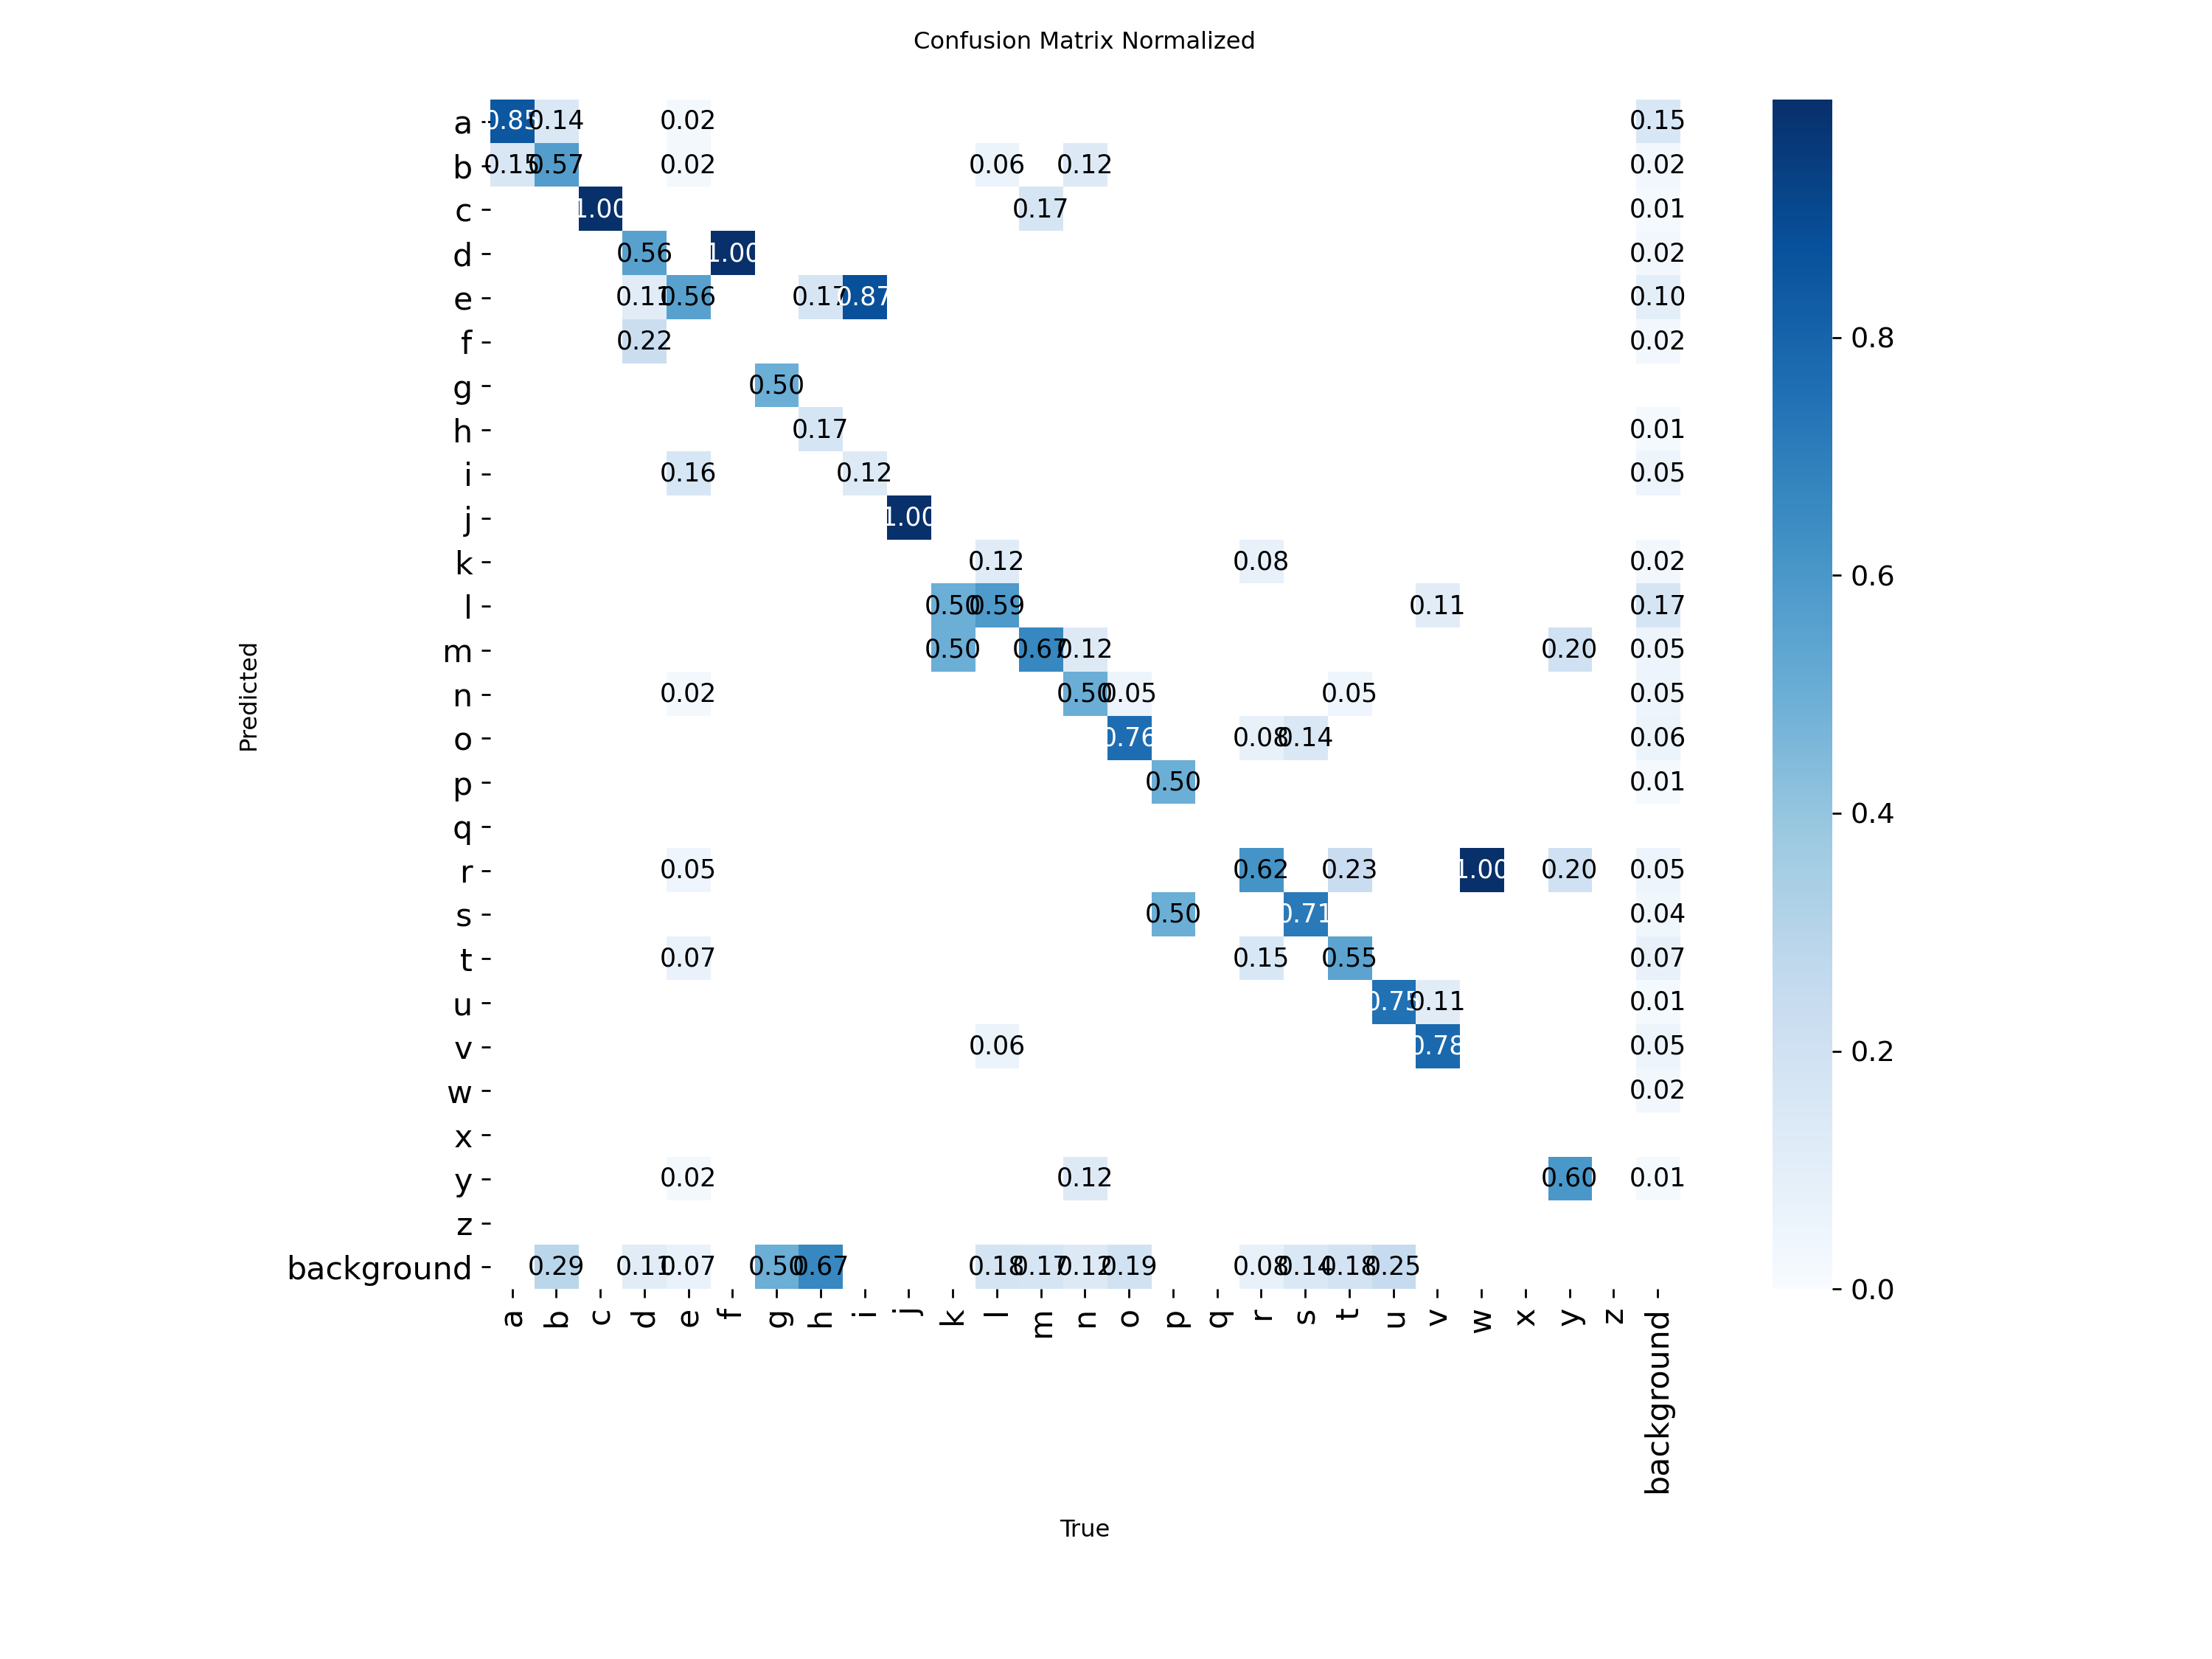 Confusion Matrix Normalized
a 0.85 0.14 0.02 0.15
b 0.15 0.57 0.02 0.06 0.12 0.02
c 1.00 0.17 0.01
d 0.56 1.00 0.02
e 0.11 0.56 0.17 0.87 0.10
f 0.22 0.02
g 0.50
h 0.17 0.01
i 0.16 0.12 0.05
j 1.00
k 0.12 0.08 0.02
l 0.50 0.59 0.11 0.17
m 0.50 0.67 0.12 0.20 0.05
n 0.02 0.50 0.05 0.05 0.05
o 0.76 0.08 0.14 0.06
p 0.50 0.01
q
r 0.05 0.62 0.23 1.00 0.20 0.05
s 0.50 0.71 0.04
t 0.07 0.15 0.55 0.07
u 0.75 0.11 0.01
v 0.06 0.78 0.05
w 0.02
x
y 0.02 0.12 0.60 0.01
z
background 0.29 0.11 0.07 0.50 0.67 0.18 0.17 0.12 0.19 0.08 0.14 0.18 0.25
a b c d e f g h i j k l m n o p q r s t u v w x y z background
Predicted
True
0.8
0.6
0.4
0.2
0.0